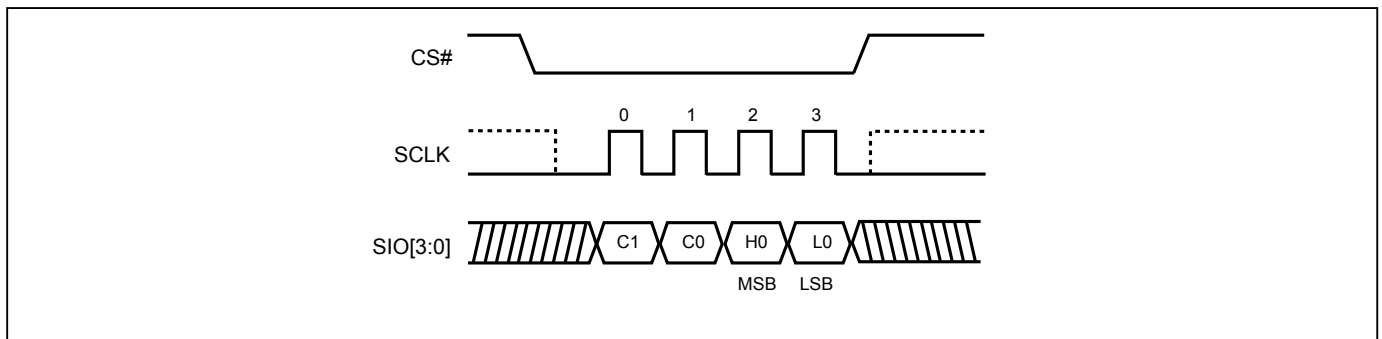 CS#
0 1 2 3
SCLK
SIO[3:0] C1 C0 H0 L0
MSB LSB